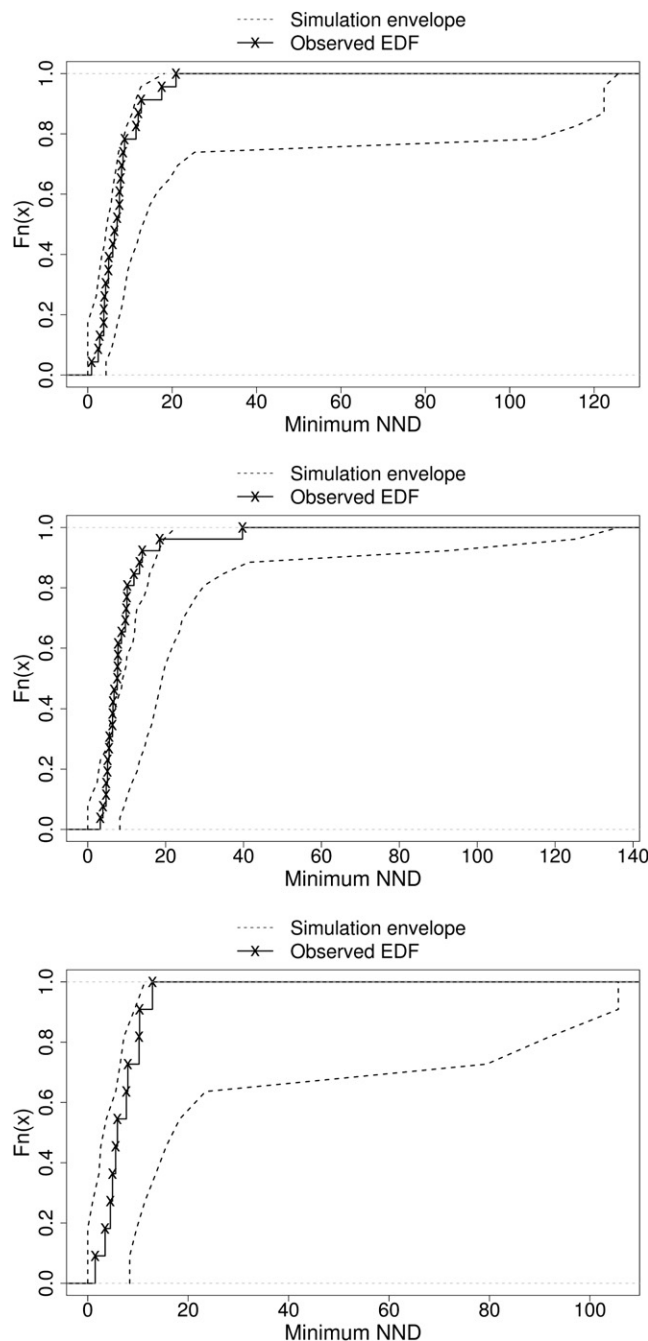 Simulation envelope
Observed EDF
Fn(x)
0.0 0.2 0.4 0.6 0.8 1.0
0 20 40 60 80 100 120
Minimum NND
Simulation envelope
Observed EDF
Fn(x)
0.0 0.2 0.4 0.6 0.8 1.0
0 20 40 60 80 100 120 140
Minimum NND
Simulation envelope
Observed EDF
Fn(x)
0.0 0.2 0.4 0.6 0.8 1.0
0 20 40 60 80 100
Minimum NND